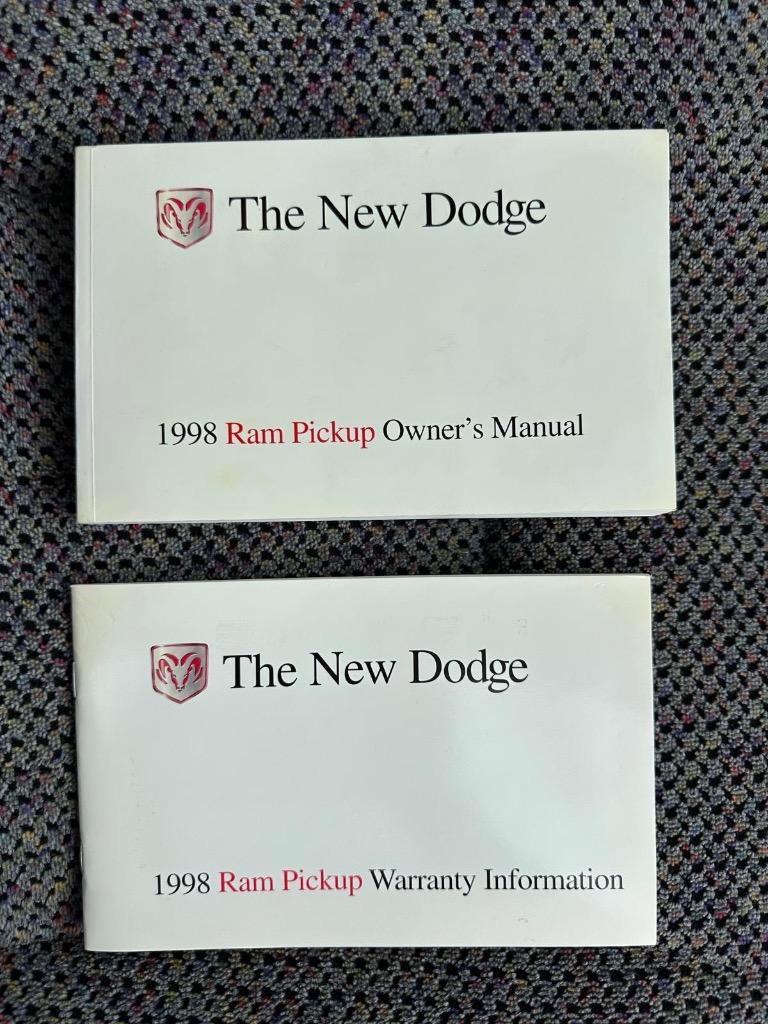 The New Dodge
1998 Ram Pickup Owner's Manual
The New Dodge
1998 Ram Pickup Warranty Information